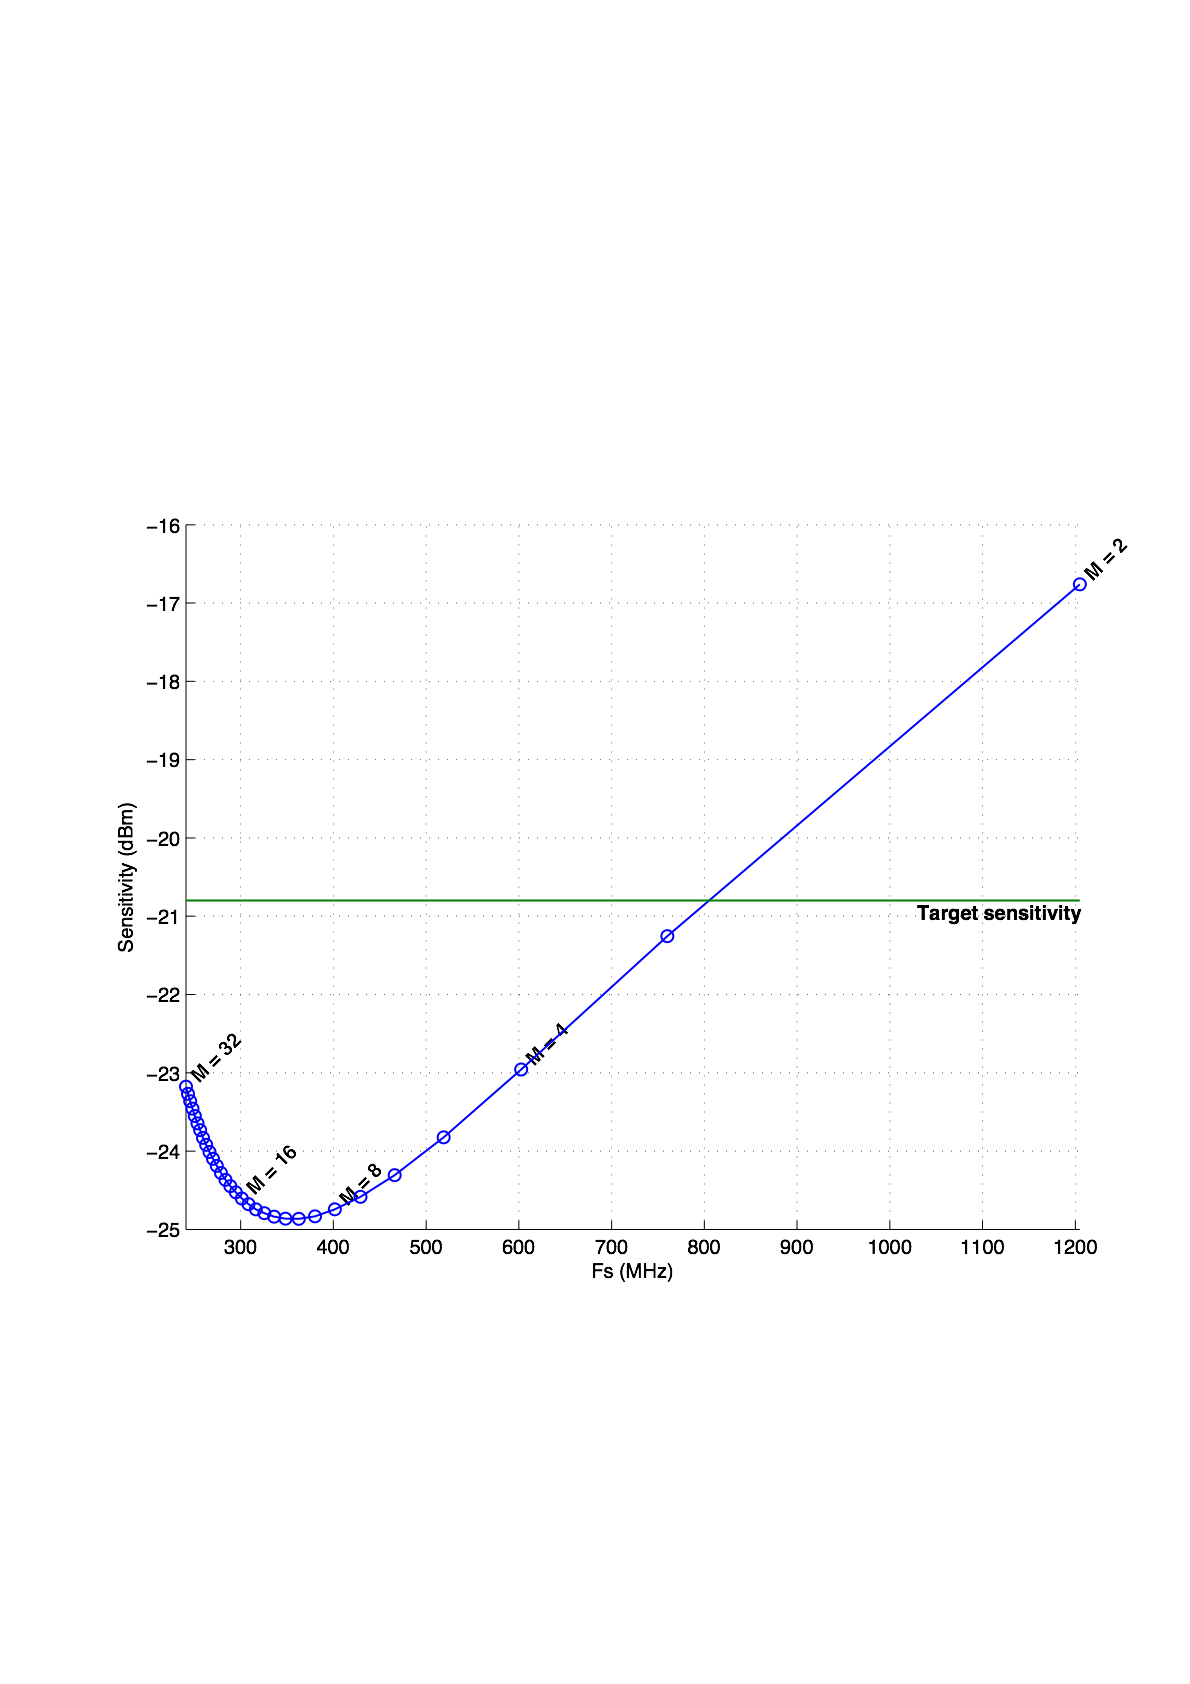 −16
−17
−18
−19
−20
−21
−22
−23
−24
−25
Sensitivity (dBm)
M = 2
Target sensitivity
M = 4
M = 32
M = 16
M = 8
300 400 500 600 700 800 900 1000 1100 1200
Fs (MHz)